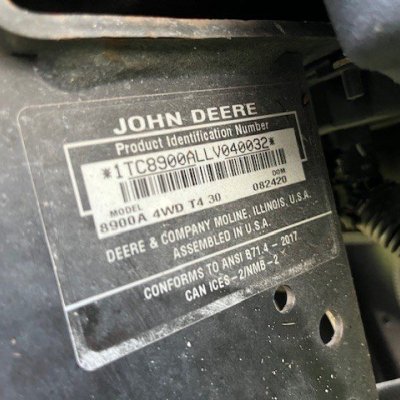 JOHN DEERE
Product Identification Number
*1TC8900ALLV040032*
MODEL DOM
8900A 4WD T4 30 082420
DEERE & COMPANY MOLINE, ILLINOIS, U.S.A.
ASSEMBLED IN U.S.A.
CONFORMS TO ANSI B71.4 - 2017
CAN ICES-2/NMB-2